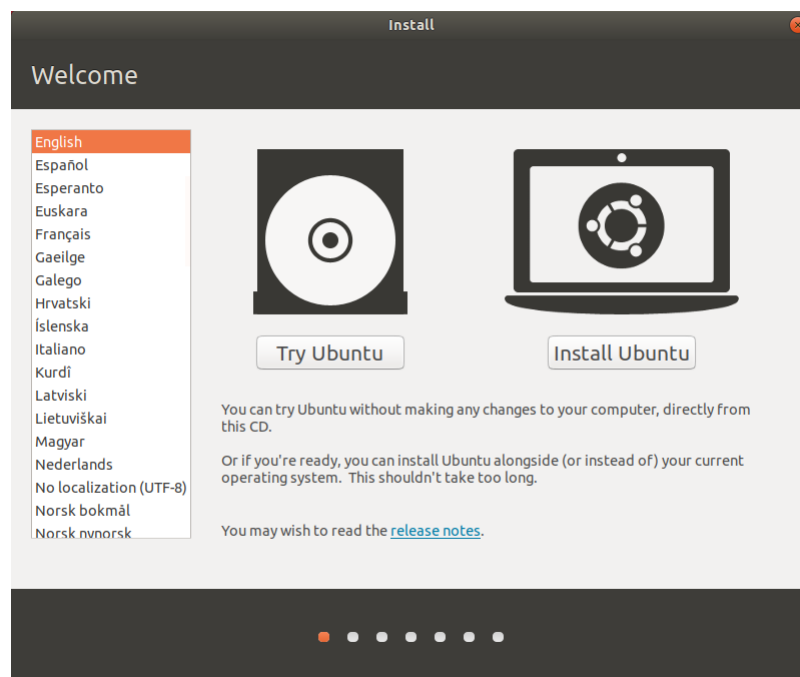 Install
Welcome
English
Español
Esperanto
Euskara
Français
Gaeilge
Galego
Hrvatski
Íslenska
Italiano
Kurdî
Latviski
Lietuviškai
Magyar
Nederlands
No localization (UTF-8)
Norsk bokmål
Norsk nynorsk
Try Ubuntu
Install Ubuntu
You can try Ubuntu without making any changes to your computer, directly from
this CD.
Or if you're ready, you can install Ubuntu alongside (or instead of) your current
operating system.  This shouldn't take too long.
You may wish to read the release notes.